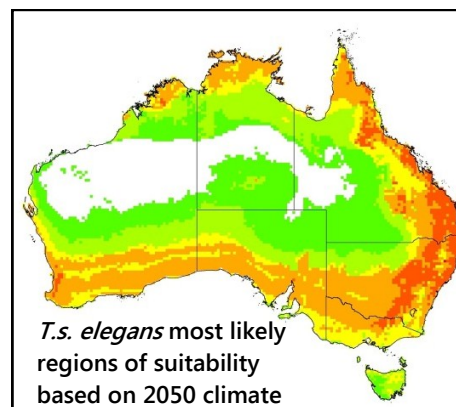 T.s. elegans most likely
regions of suitability
based on 2050 climate